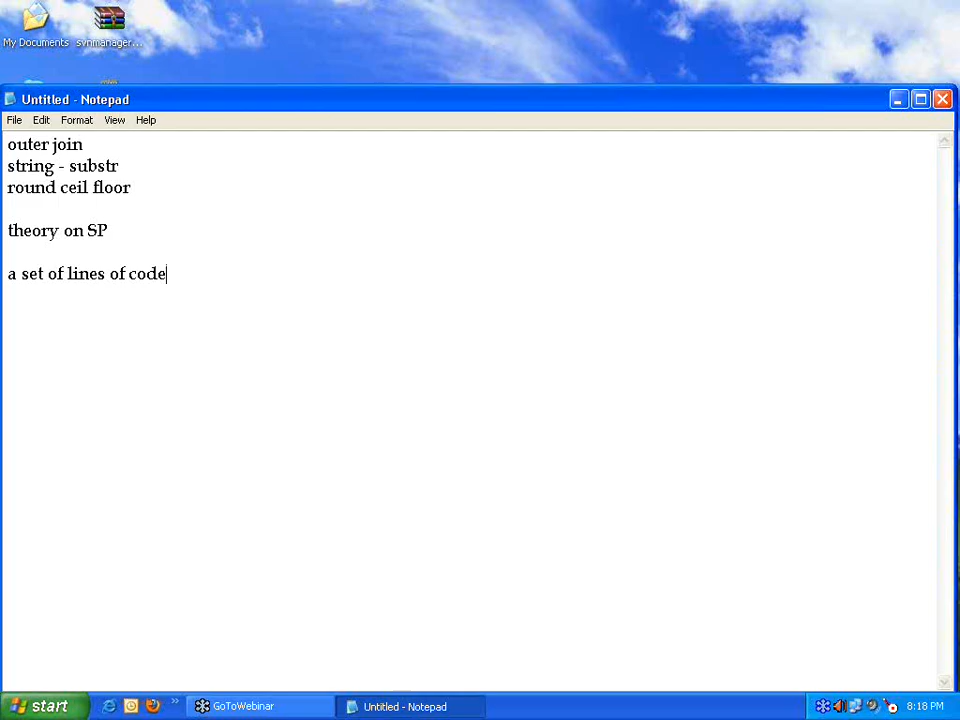 My Documents
svnmanager...
Untitled - Notepad
File Edit Format View Help
outer join
string - substr
round ceil floor
theory on SP
a set of lines of code
start
GoToWebinar
Untitled - Notepad
8:18 PM